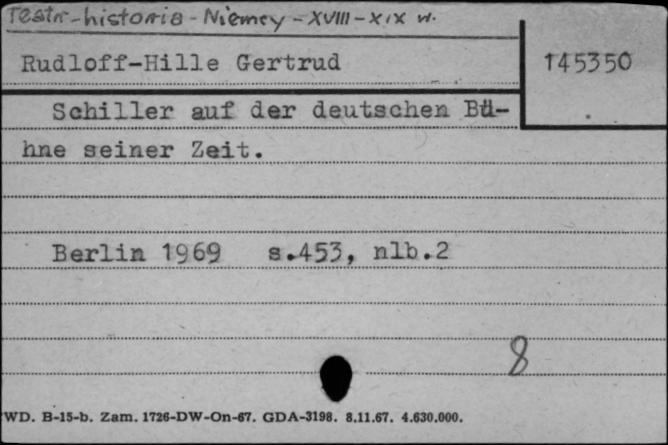 Teatr-historia-Niemcy-XVIII-XIX w.
Rudloff-Hille Gertrud
145350
Schiller auf der deutschen Bü-
hne seiner Zeit.
Berlin 1969 s.453, nlb.2
8
WD. B-15-b. Zam. 1726-DW-On-67. GDA-3198. 8.11.67. 4.630.000.